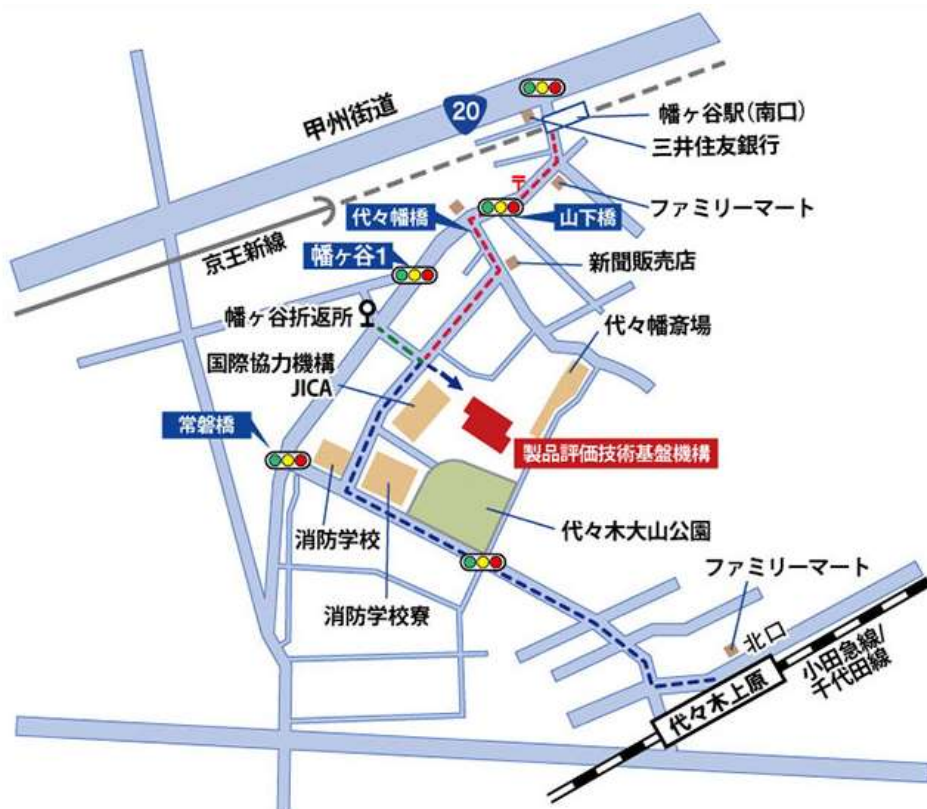 甲州街道
20
幡ヶ谷駅(南口)
三井住友銀行
〒
代々幡橋
山下橋
ファミリーマート
京王新線
幡ヶ谷1
新聞販売店
幡ヶ谷折返所
代々幡斎場
国際協力機構
JICA
常磐橋
製品評価技術基盤機構
消防学校
代々木大山公園
消防学校寮
ファミリーマート
北口
小田急線/
千代田線
代々木上原